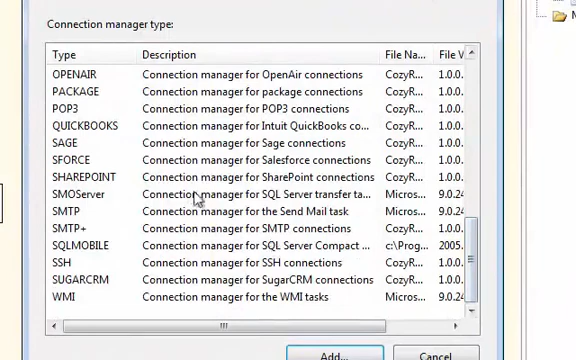 Connection manager type:
Type Description File Na... File V
OPENAIR Connection manager for OpenAir connections CozyR... 1.0.0.
PACKAGE Connection manager for package connections CozyR... 1.0.0.
POP3 Connection manager for POP3 connections CozyR... 1.0.0.
QUICKBOOKS Connection manager for Intuit QuickBooks co... CozyR... 1.0.0.
SAGE Connection manager for Sage connections CozyR... 1.0.0.
SFORCE Connection manager for Salesforce connections CozyR... 1.0.0.
SHAREPOINT Connection manager for SharePoint connections CozyR... 1.0.0.
SMOServer Connection manager for SQL Server transfer ta... Micros... 9.0.24
SMTP Connection manager for the Send Mail task Micros... 9.0.24
SMTP+ Connection manager for SMTP connections CozyR... 1.0.0.
SQLMOBILE Connection manager for SQL Server Compact ... c:\Prog... 2005.
SSH Connection manager for SSH connections CozyR... 1.0.0.
SUGARCRM Connection manager for SugarCRM connections CozyR... 1.0.0.
WMI Connection manager for the WMI tasks Micros... 9.0.24
Add... Cancel